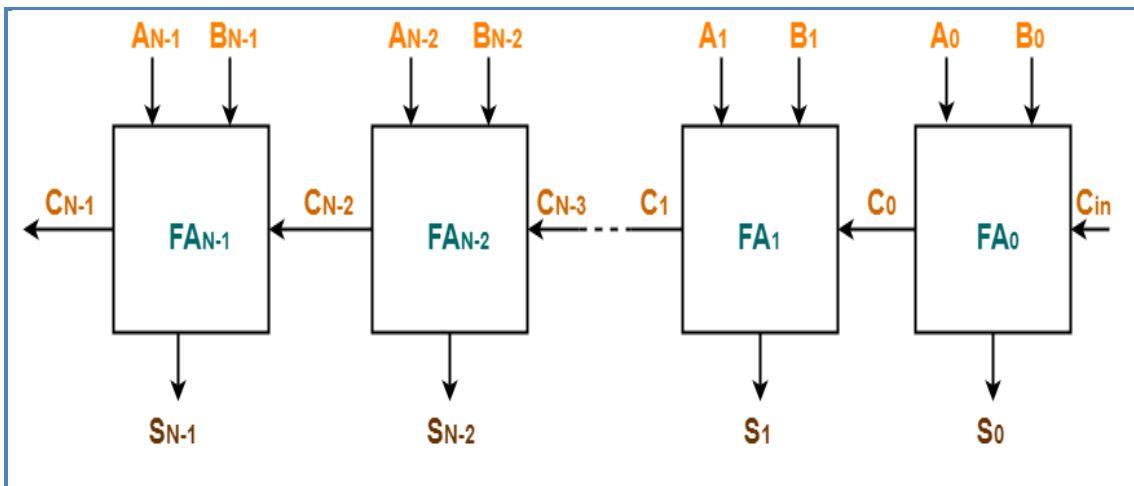 AN-1 BN-1 AN-2 BN-2 A1 B1 A0 B0
CN-1 CN-2 CN-3 C1 C0 Cin
FAN-1 FAN-2 FA1 FA0
SN-1 SN-2 S1 S0